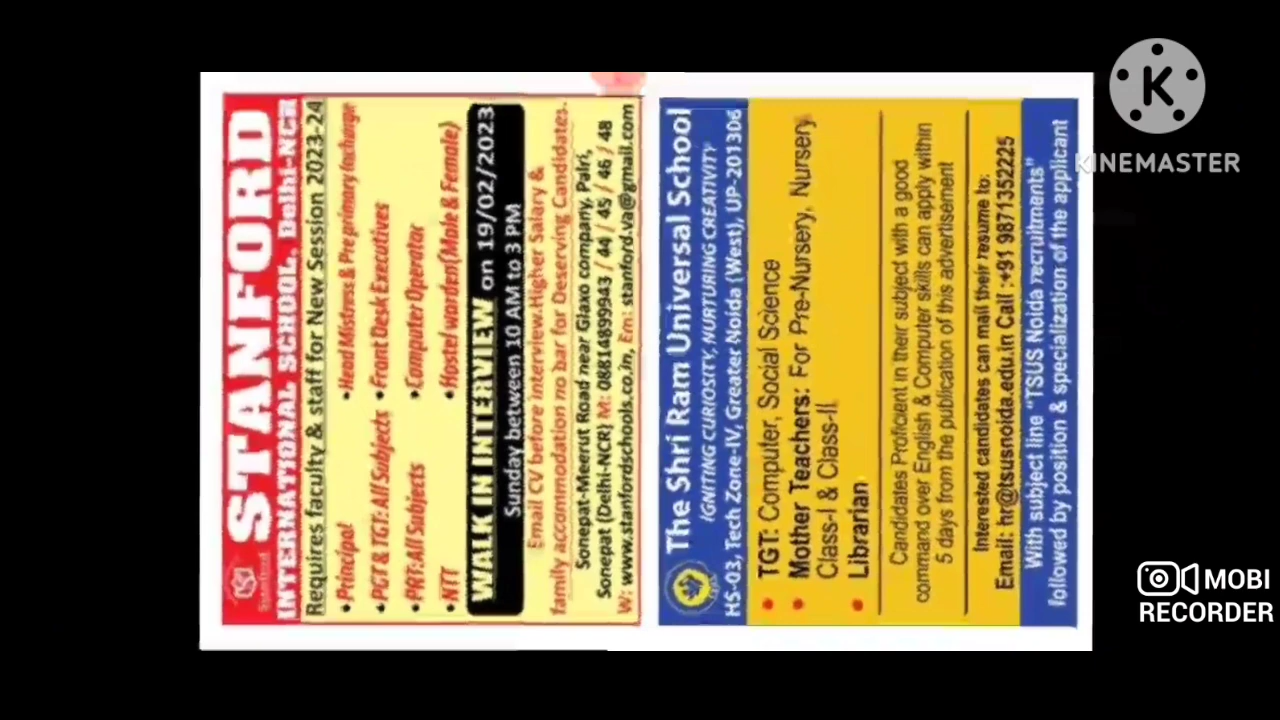 STANFORD
INTERNATIONAL SCHOOL, Delhi-NCR
Requires faculty & staff for New Session 2023-24
•Principal
•PGT & TGT: All Subjects
•PRT: All Subjects
•NTT
•Head Mistress & Pre primary Incharge
•Front Desk Executives
•Computer Operator
•Hostel warden(Male & Female)
WALK IN INTERVIEW on 19/02/2023
Sunday between 10 AM to 3 PM
Email CV before interview.Higher Salary &
family accommodation no bar for Deserving Candidates.
Sonepat-Meerut Road near Glaxo company, Palri,
Sonepat (Delhi-NCR) M: 08814899943 / 44 / 45 / 46 / 48
W: www.stanfordschools.co.in, Em: stanford.va@gmail.com
The Shri Ram Universal School
IGNITING CURIOSITY, NURTURING CREATIVITY
HS-03, Tech Zone-IV, Greater Noida (West), UP-201306
• TGT: Computer, Social Science
• Mother Teachers: For Pre-Nursery, Nursery
Class-I & Class-II
• Librarian
Candidates Proficient in their subject with a good
command over English & Computer skills can apply within
5 days from the publication of this advertisement
Interested candidates can mail their resume to:
Email: hr@tsusnoida.edu.in Call :+91 9871352225
With subject line "TSUS Noida recruitments"
followed by position & specialization of the applicant
K
KINEMASTER
MOBI
RECORDER